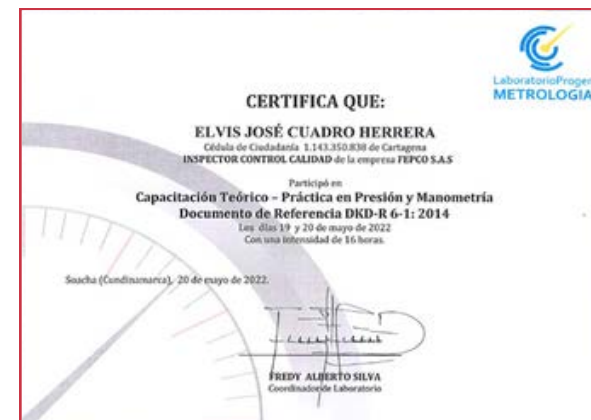 LaboratorioProgen
METROLOGIA
CERTIFICA QUE:
ELVIS JOSÉ CUADRO HERRERA
Cédula de Ciudadanía 1.143.350.838 de Cartagena
INSPECTOR CONTROL CALIDAD de la empresa FEPCO S.A.S
Participó en
Capacitación Teórico – Práctica en Presión y Manometría
Documento de Referencia DKD-R 6-1: 2014
Los días 19 y 20 de mayo de 2022
Con una intensidad de 16 horas.
Soacha (Cundinamarca), 20 de mayo de 2022.
FREDY ALBERTO SILVA
Coordinador de Laboratorio